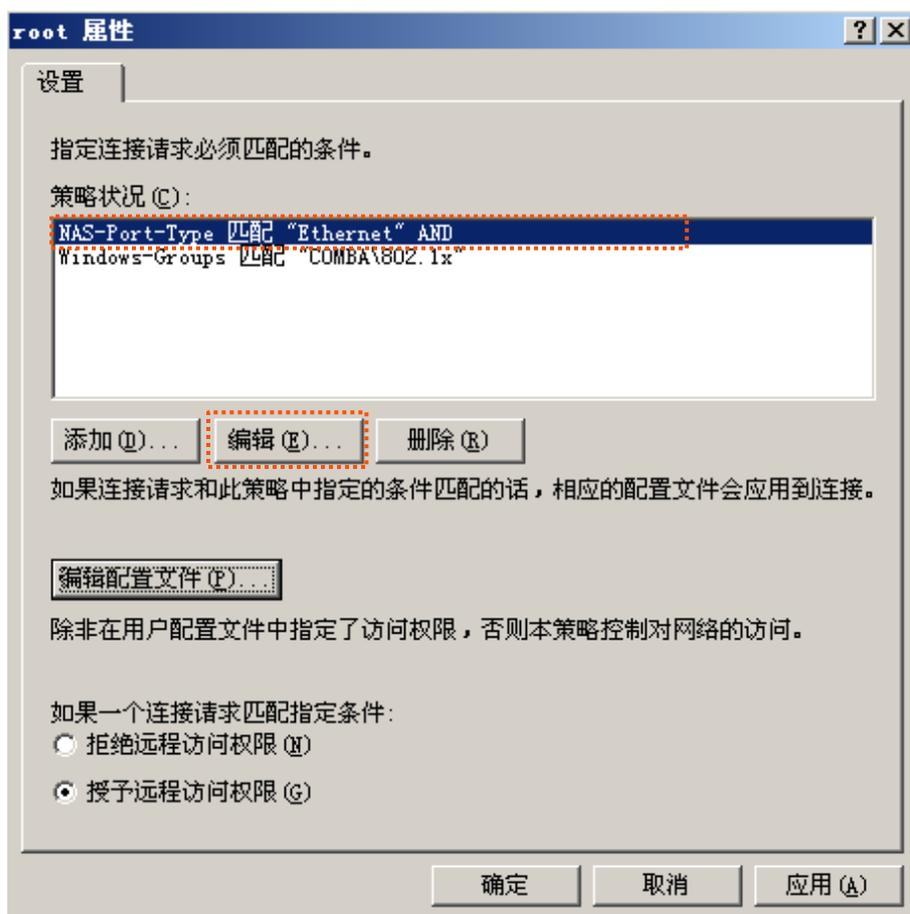 root 属性
设置
指定连接请求必须匹配的条件。
策略状况(C):
NAS-Port-Type 匹配 "Ethernet" AND
Windows-Groups 匹配 "COMBA\802.1x"
添加(D)... 编辑(E)... 册除(R)
如果连接请求和此策略中指定的条件匹配的话，相应的配置文件会应用到连接。
编辑配置文件(P)...
除非在用户配置文件中指定了访问权限，否则本策略控制对网络的访问。
如果一个连接请求匹配指定条件:
拒绝远程访问权限(N)
授予远程访问权限(G)
确定 取消 应用(A)